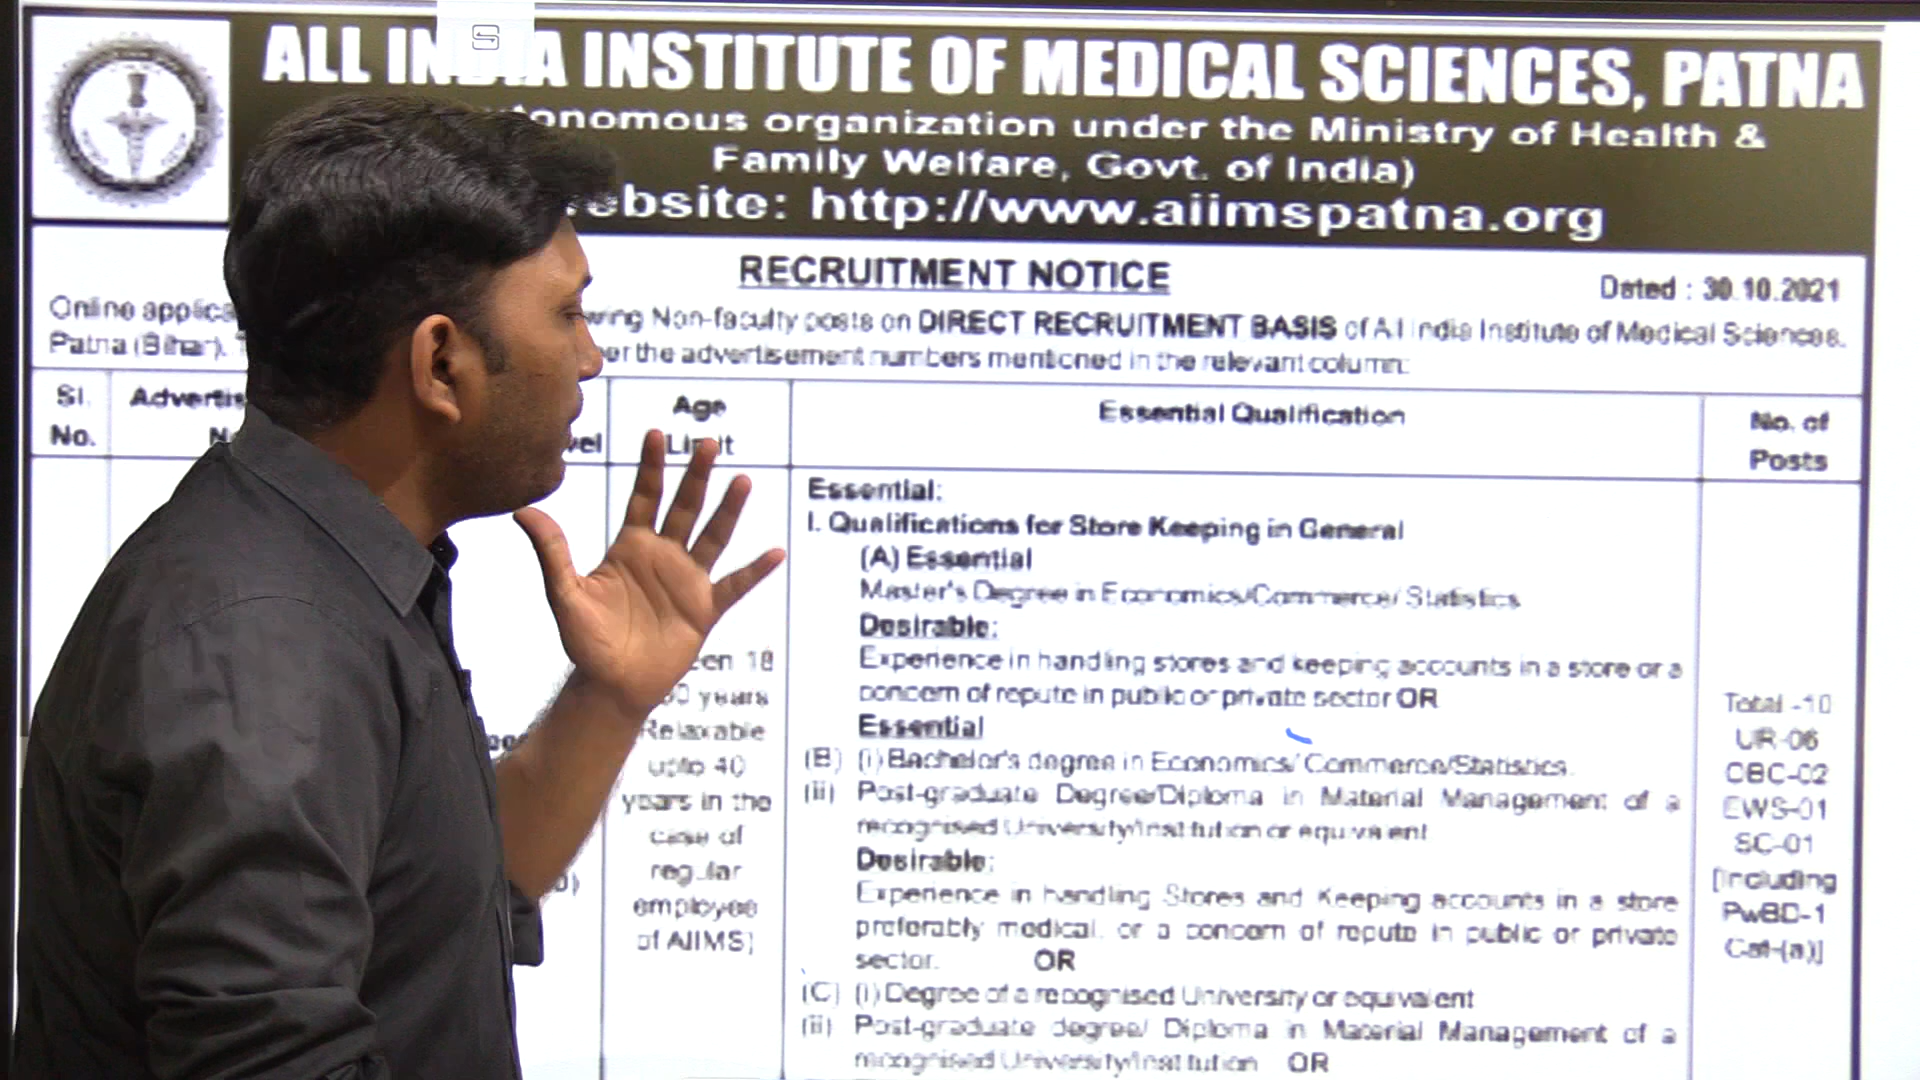 ALL INDIA INSTITUTE OF MEDICAL SCIENCES, PATNA
tonomous organization under the Ministry of Health &
Family Welfare, Govt. of India)
ebsite: http://www.aiimspatna.org
RECRUITMENT NOTICE
Dated : 30.10.2021
Online applica wing Non-faculty posts on DIRECT RECRUITMENT BASIS of All India Institute of Medical Sciences,
Patna (Bihar). er the advertisement numbers mentioned in the relevant column:
Sl. No.
Advertis
vel
Age Limit
Essential Qualification
No. of Posts
een 18
years
Relaxable
upto 40
years in the
case of
regular
employee
of AIIMS)
Essential:
I. Qualifications for Store Keeping in General
(A) Essential
Master's Degree in Economics/Commerce/ Statistics
Desirable:
Experience in handling stores and keeping accounts in a store or a
concern of repute in public or private sector OR
Essential
(B) (i) Bachelor's degree in Economics/ Commerce/Statistics.
(ii) Post-graduate Degree/Diploma in Material Management of a
recognised University/Institution or equivalent
Desirable:
Experience in handling Stores and Keeping accounts in a store
preferably medical, or a concern of repute in public or private
sector. OR
(C) (i) Degree of a recognised University or equivalent
(ii) Post-graduate degree/ Diploma in Material Management of a
recognised University/Institution OR
Total -10
UR-06
OBC-02
EWS-01
SC-01
[Including
PwBD-1
Cat-(a)]